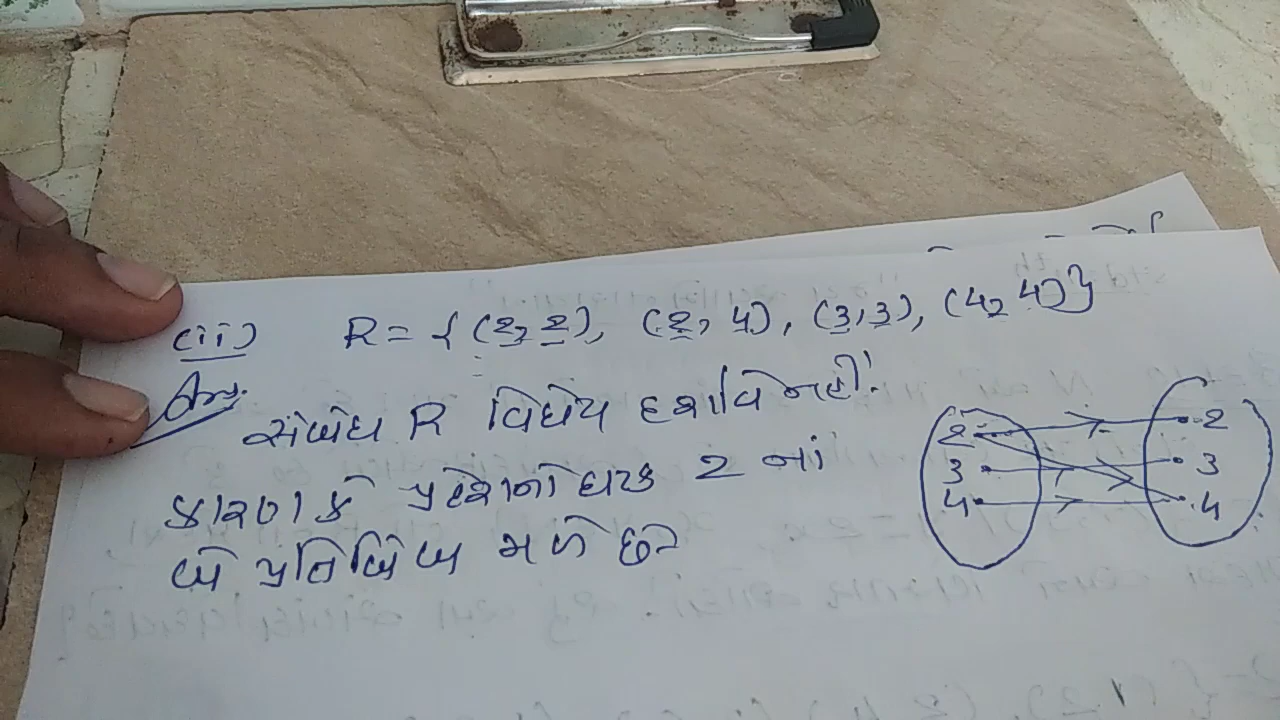 (ii) R = { (2, 2), (2, 4), (3, 3), (4, 4) }
Ans. સંબંધ R વિધેય દર્શાવે નહીં.
કારણ કે પ્રદેશનો ઘટક 2 નાં
બે પ્રતિબિંબ મળે છે
2 2
3 3
4 4